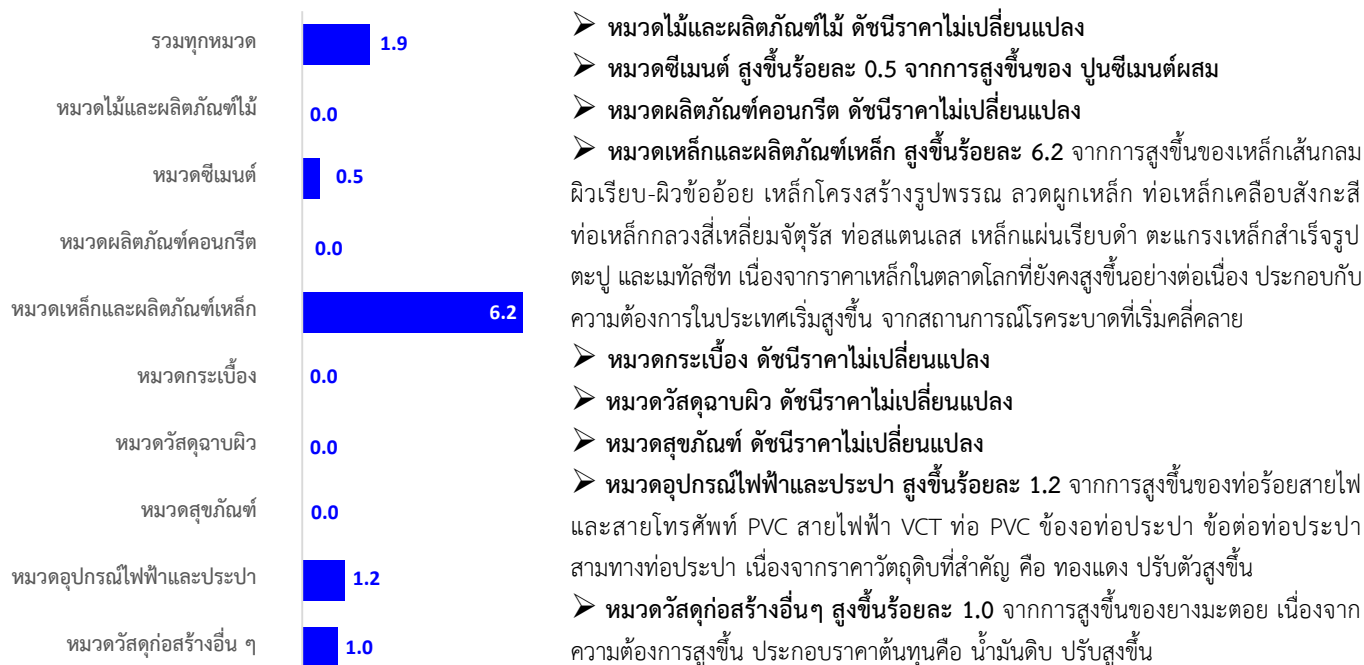 รวมทุกหมวด 1.9
หมวดไม้และผลิตภัณฑ์ไม้ 0.0
หมวดซีเมนต์ 0.5
หมวดผลิตภัณฑ์คอนกรีต 0.0
หมวดเหล็กและผลิตภัณฑ์เหล็ก 6.2
หมวดกระเบื้อง 0.0
หมวดวัสดุฉาบผิว 0.0
หมวดสุขภัณฑ์ 0.0
หมวดอุปกรณ์ไฟฟ้าและประปา 1.2
หมวดวัสดุก่อสร้างอื่น ๆ 1.0
➢ หมวดไม้และผลิตภัณฑ์ไม้ ดัชนีราคาไม่เปลี่ยนแปลง
➢ หมวดซีเมนต์ สูงขึ้นร้อยละ 0.5 จากการสูงขึ้นของ ปูนซีเมนต์ผสม
➢ หมวดผลิตภัณฑ์คอนกรีต ดัชนีราคาไม่เปลี่ยนแปลง
➢ หมวดเหล็กและผลิตภัณฑ์เหล็ก สูงขึ้นร้อยละ 6.2 จากการสูงขึ้นของเหล็กเส้นกลม
ผิวเรียบ-ผิวข้ออ้อย เหล็กโครงสร้างรูปพรรณ ลวดผูกเหล็ก ท่อเหล็กเคลือบสังกะสี
ท่อเหล็กกลวงสี่เหลี่ยมจัตุรัส ท่อสแตนเลส เหล็กแผ่นเรียบดำ ตะแกรงเหล็กสำเร็จรูป
ตะปู และเมทัลชีท เนื่องจากราคาเหล็กในตลาดโลกที่ยังคงสูงขึ้นอย่างต่อเนื่อง ประกอบกับ
ความต้องการในประเทศเริ่มสูงขึ้น จากสถานการณ์โรคระบาดที่เริ่มคลี่คลาย
➢ หมวดกระเบื้อง ดัชนีราคาไม่เปลี่ยนแปลง
➢ หมวดวัสดุฉาบผิว ดัชนีราคาไม่เปลี่ยนแปลง
➢ หมวดสุขภัณฑ์ ดัชนีราคาไม่เปลี่ยนแปลง
➢ หมวดอุปกรณ์ไฟฟ้าและประปา สูงขึ้นร้อยละ 1.2 จากการสูงขึ้นของท่อร้อยสายไฟ
และสายโทรศัพท์ PVC สายไฟฟ้า VCT ท่อ PVC ข้องอท่อประปา ข้อต่อท่อประปา
สามทางท่อประปา เนื่องจากราคาวัตถุดิบที่สำคัญ คือ ทองแดง ปรับตัวสูงขึ้น
➢ หมวดวัสดุก่อสร้างอื่นๆ สูงขึ้นร้อยละ 1.0 จากการสูงขึ้นของยางมะตอย เนื่องจาก
ความต้องการสูงขึ้น ประกอบราคาต้นทุนคือ น้ำมันดิบ ปรับสูงขึ้น